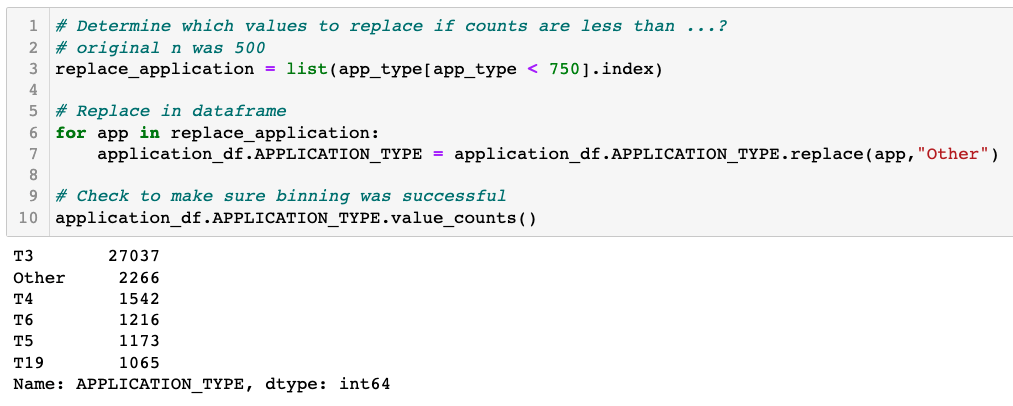 1 # Determine which values to replace if counts are less than ...?
2 # original n was 500
3 replace_application = list(app_type[app_type < 750].index)
4
5 # Replace in dataframe
6 for app in replace_application:
7     application_df.APPLICATION_TYPE = application_df.APPLICATION_TYPE.replace(app,"Other")
8
9 # Check to make sure binning was successful
10 application_df.APPLICATION_TYPE.value_counts()
T3       27037
Other     2266
T4        1542
T6        1216
T5        1173
T19       1065
Name: APPLICATION_TYPE, dtype: int64